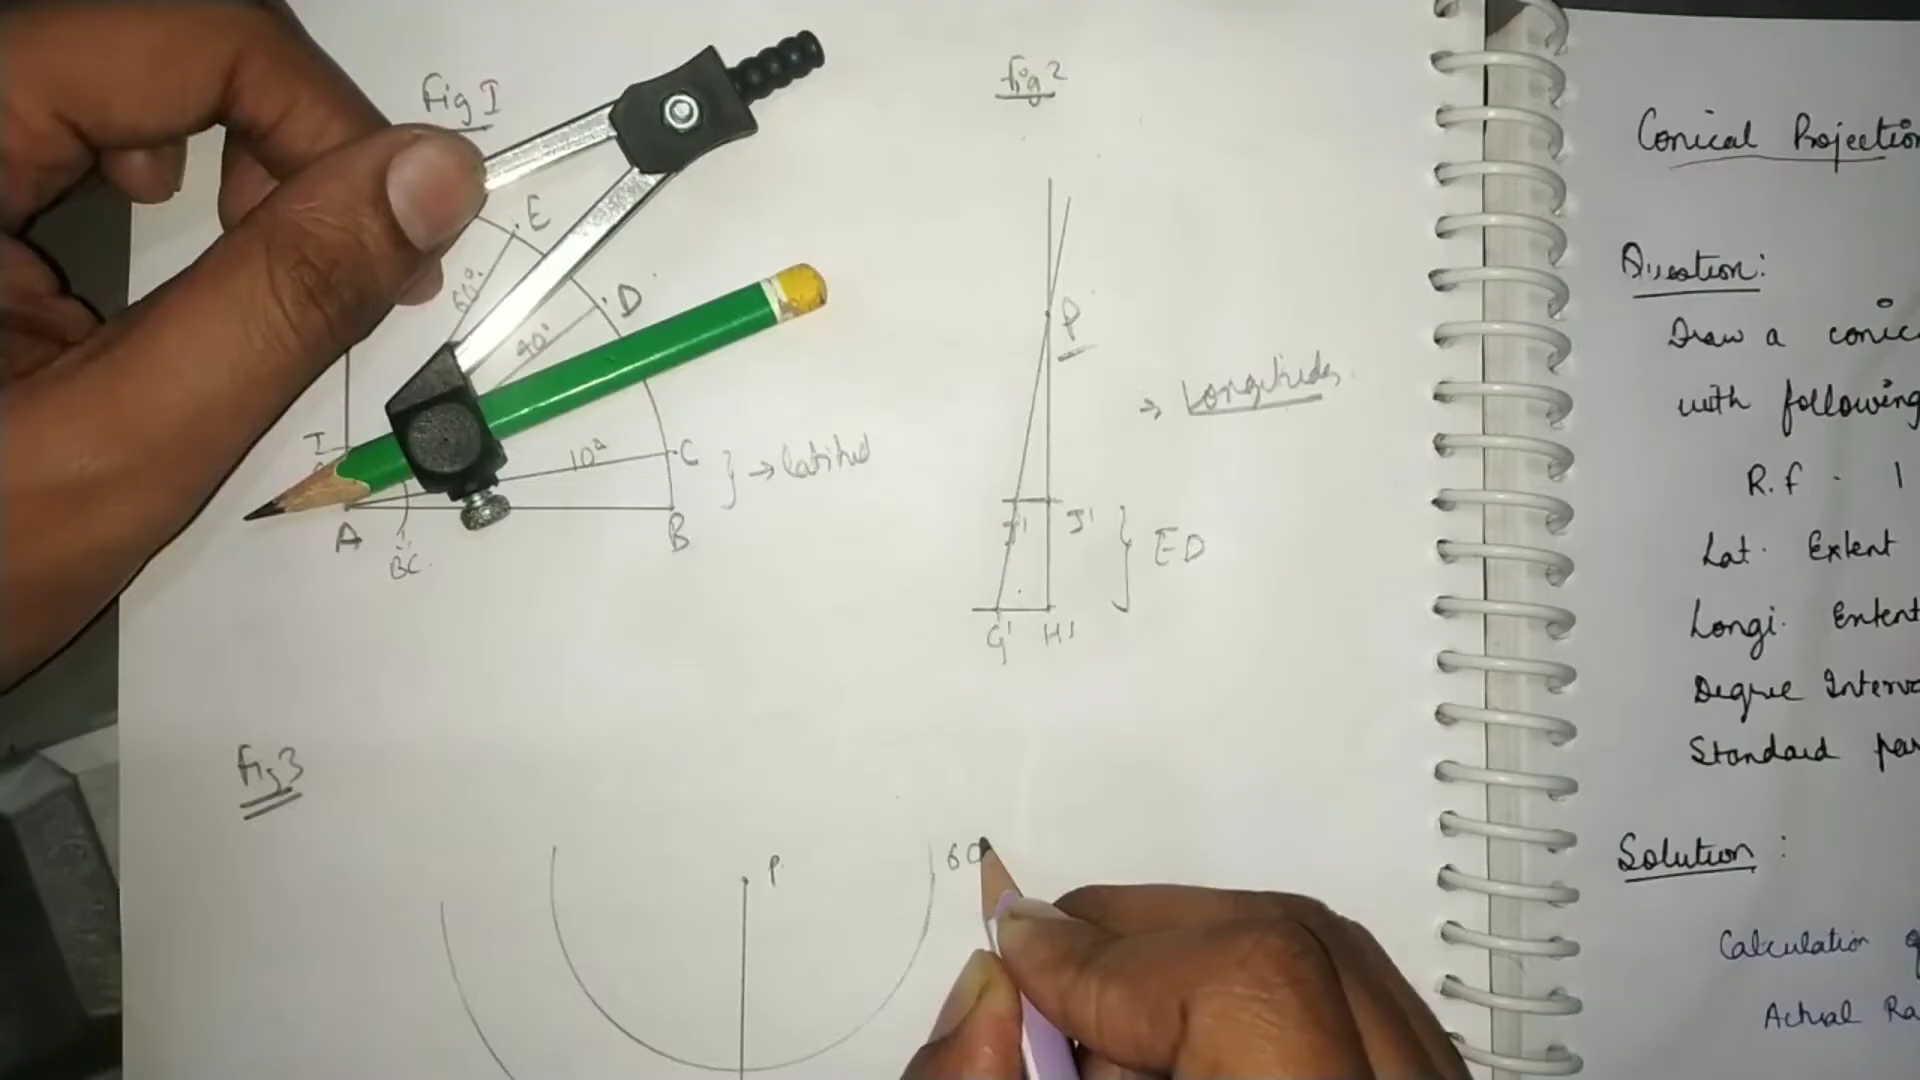 Fig I
E
60°
D
40°
I
10°
C
} → latitud
A
B
BC
fig 2
P
→ Longitudes
J'
} ED
G' H'
Fig 3
P
60
Conical Projection
Question:
Draw a conic
with following
R.f - 1
Lat. Extent
Longi. Extent
Degree Interva
Standard par
Solution :
Calculation
Actual Ra